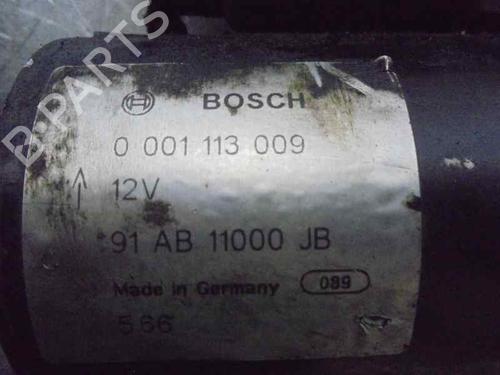 BOSCH
0 001 113 009
12V
91 AB 11000 JB
Made in Germany 089
566
B-PARTS